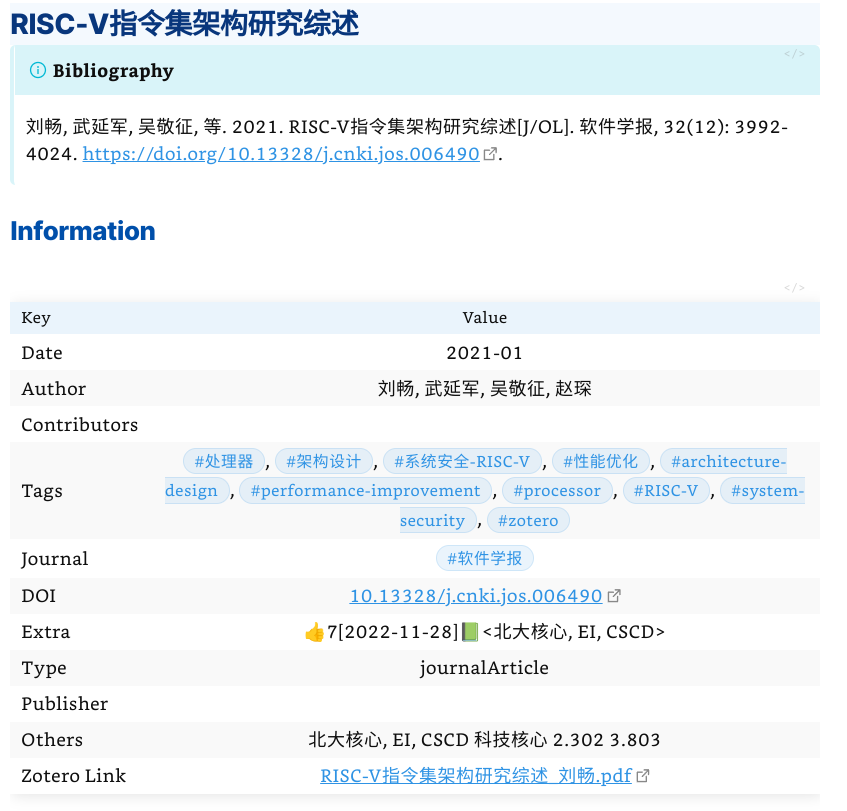 RISC-V指令集架构研究综述
</>
Bibliography
刘畅, 武延军, 吴敬征, 等. 2021. RISC-V指令集架构研究综述[J/OL]. 软件学报, 32(12): 3992-
4024. https://doi.org/10.13328/j.cnki.jos.006490.
Information
</>
Key Value
Date 2021-01
Author 刘畅, 武延军, 吴敬征, 赵琛
Contributors
#处理器, #架构设计, #系统安全-RISC-V, #性能优化, #architecture-
Tags design, #performance-improvement, #processor, #RISC-V, #system-
security, #zotero
Journal #软件学报
DOI 10.13328/j.cnki.jos.006490
Extra 👍7[2022-11-28]📗<北大核心, EI, CSCD>
Type journalArticle
Publisher
Others 北大核心, EI, CSCD 科技核心 2.302 3.803
Zotero Link RISC-V指令集架构研究综述_刘畅.pdf